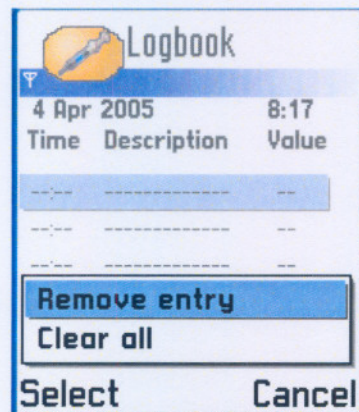 Logbook
4 Apr 2005 8:17
Time Description Value
--:-- ------------- --
--:-- ------------- --
--:-- ------------- --
Remove entry
Clear all
Select Cancel